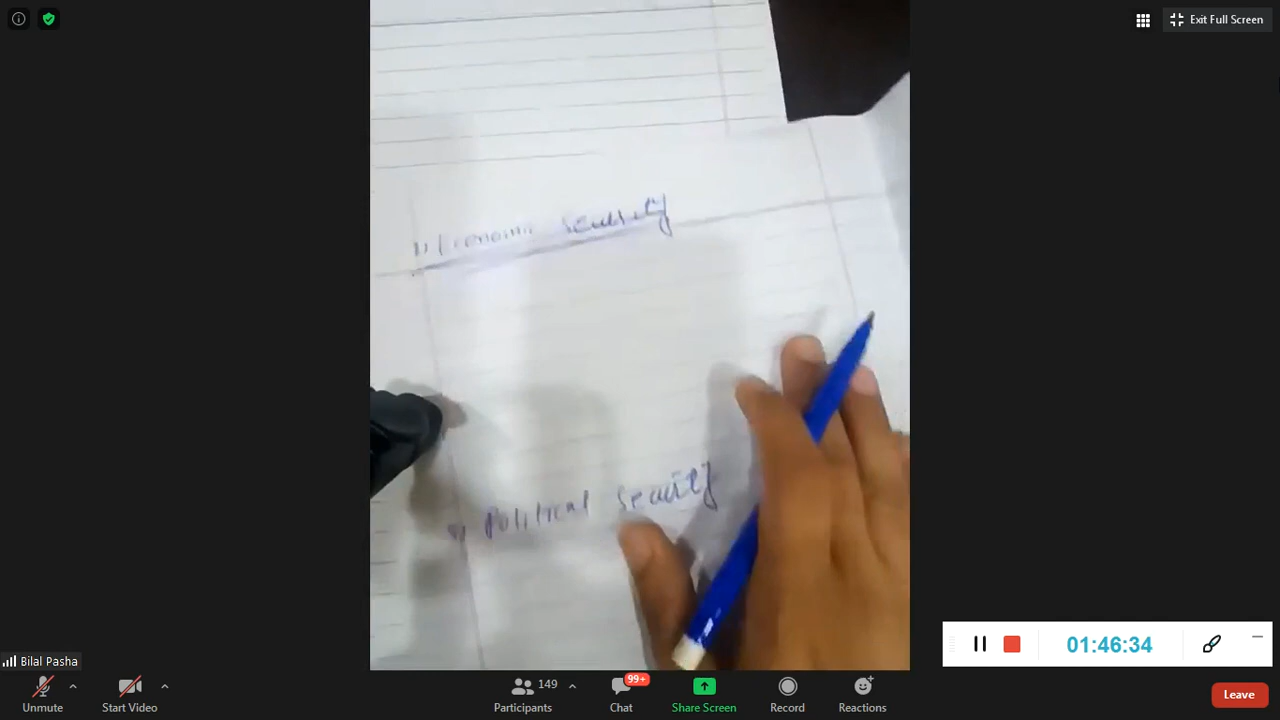 Exit Full Screen
Economic Security
Political Security
Bilal Pasha
01:46:34
Unmute
Start Video
149
Participants
99+
Chat
Share Screen
Record
Reactions
Leave